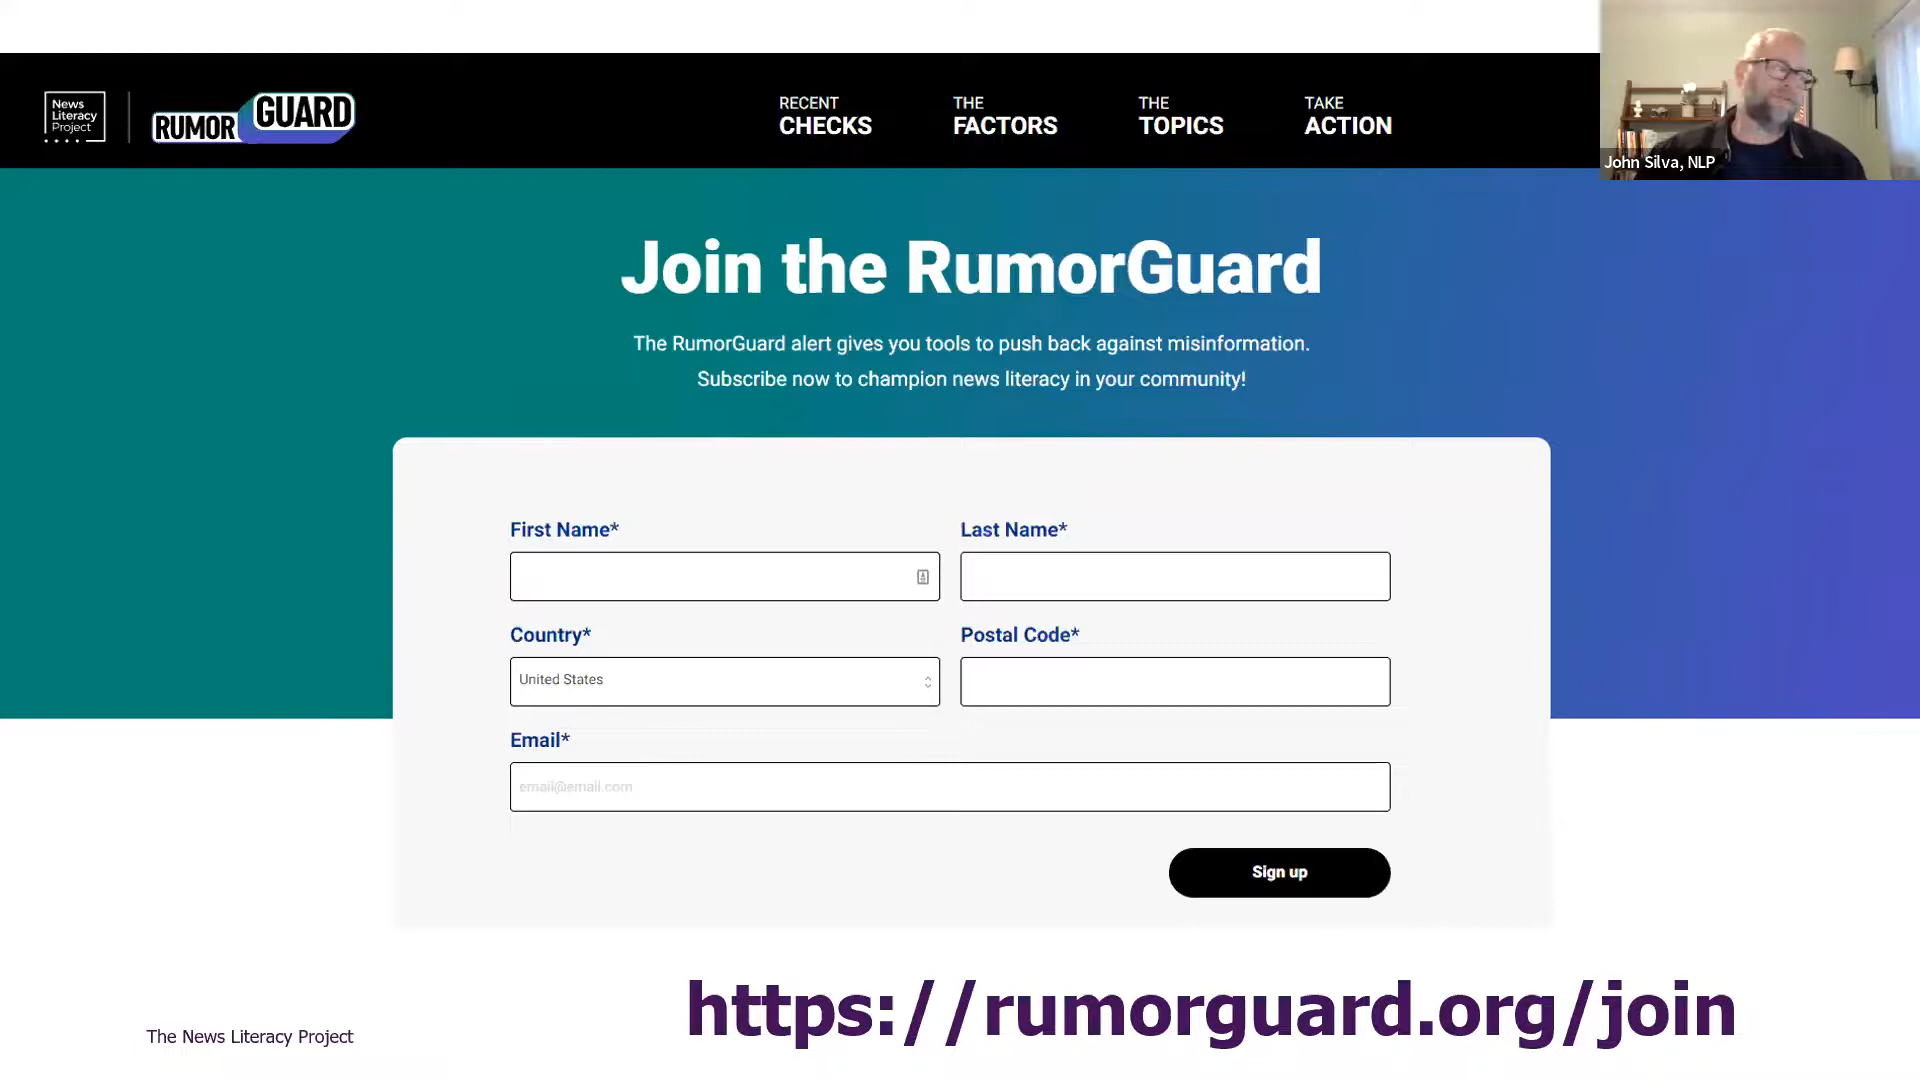 News
Literacy
Project
RUMOR GUARD
RECENT
CHECKS
THE
FACTORS
THE
TOPICS
TAKE
ACTION
John Silva, NLP
Join the RumorGuard
The RumorGuard alert gives you tools to push back against misinformation.
Subscribe now to champion news literacy in your community!
First Name*
Last Name*
Country*
Postal Code*
United States
Email*
email@email.com
Sign up
https://rumorguard.org/join
The News Literacy Project